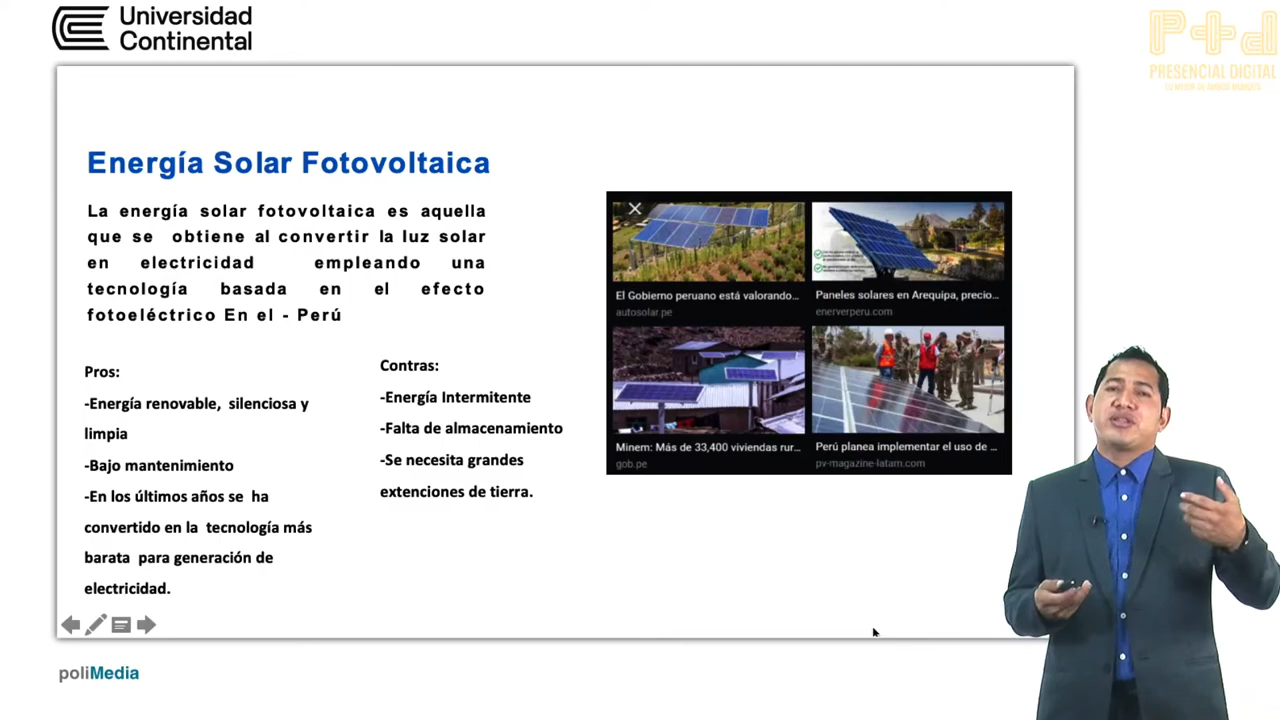 Universidad
Continental
P+d
PRESENCIAL DIGITAL
LO MEJOR DE AMBOS MUNDOS
Energía Solar Fotovoltaica
La energía solar fotovoltaica es aquella
que se obtiene al convertir la luz solar
en electricidad empleando una
tecnología basada en el efecto
fotoeléctrico En el - Perú
Pros:
-Energía renovable, silenciosa y
limpia
-Bajo mantenimiento
-En los últimos años se ha
convertido en la tecnología más
barata para generación de
electricidad.
Contras:
-Energía Intermitente
-Falta de almacenamiento
-Se necesita grandes
extenciones de tierra.
El Gobierno peruano está valorando...
autosolar.pe
Paneles solares en Arequipa, precio...
enerverperu.com
Minem: Más de 33,400 viviendas rur...
gob.pe
Perú planea implementar el uso de ...
pv-magazine-latam.com
poliMedia